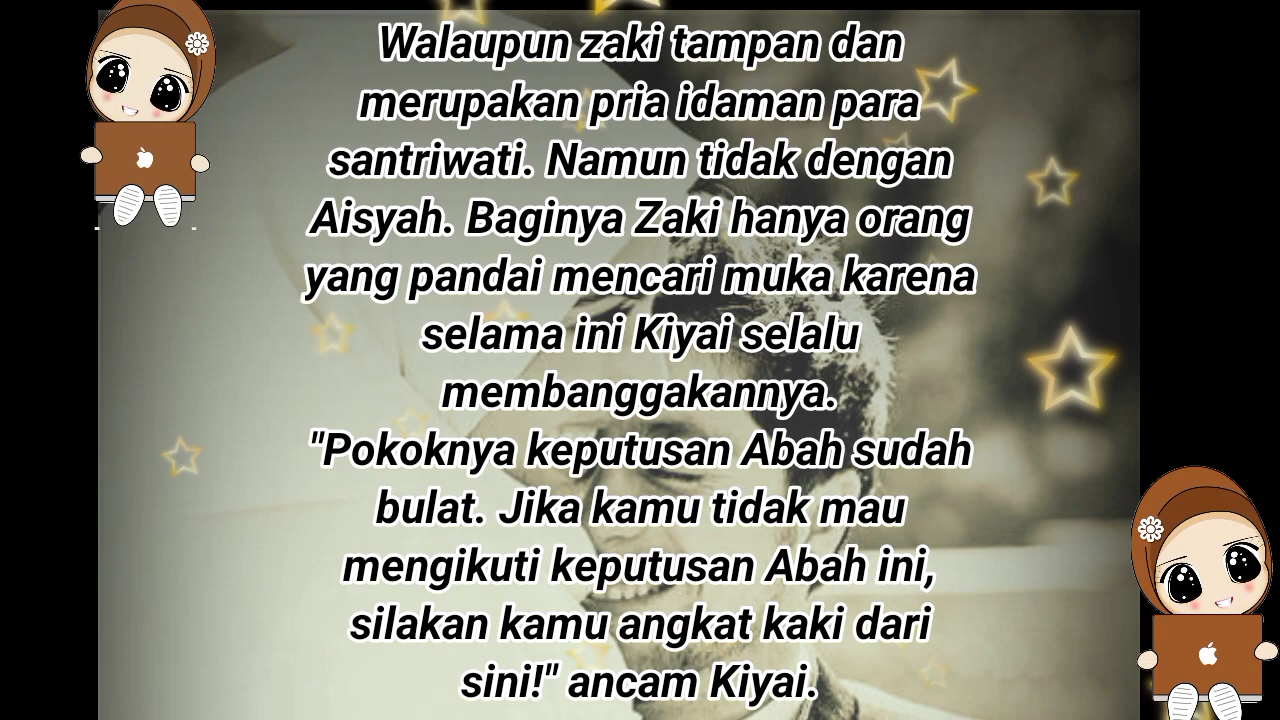 Walaupun zaki tampan dan
merupakan pria idaman para
santriwati. Namun tidak dengan
Aisyah. Baginya Zaki hanya orang
yang pandai mencari muka karena
selama ini Kiyai selalu
membanggakannya.
"Pokoknya keputusan Abah sudah
bulat. Jika kamu tidak mau
mengikuti keputusan Abah ini,
silakan kamu angkat kaki dari
sini!" ancam Kiyai.